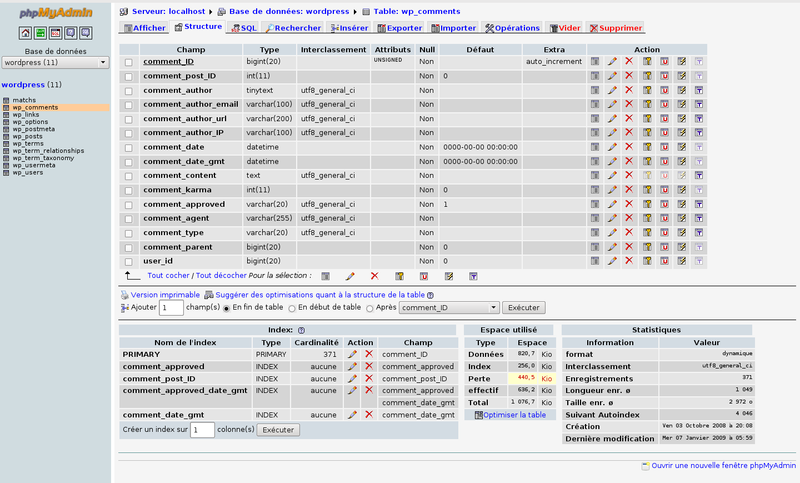 phpMyAdmin
Base de données
wordpress (11)
wordpress (11)
matchs
wp_comments
wp_links
wp_options
wp_postmeta
wp_posts
wp_terms
wp_term_relationships
wp_term_taxonomy
wp_usermeta
wp_users
Serveur: localhost Base de données: wordpress Table: wp_comments
Afficher Structure SQL Rechercher Insérer Exporter Importer Opérations Vider Supprimer
Champ Type Interclassement Attributs Null Défaut Extra Action
comment_ID bigint(20) UNSIGNED Non auto_increment
comment_post_ID int(11) Non 0
comment_author tinytext utf8_general_ci Non
comment_author_email varchar(100) utf8_general_ci Non
comment_author_url varchar(200) utf8_general_ci Non
comment_author_IP varchar(100) utf8_general_ci Non
comment_date datetime Non 0000-00-00 00:00:00
comment_date_gmt datetime Non 0000-00-00 00:00:00
comment_content text utf8_general_ci Non
comment_karma int(11) Non 0
comment_approved varchar(20) utf8_general_ci Non 1
comment_agent varchar(255) utf8_general_ci Non
comment_type varchar(20) utf8_general_ci Non
comment_parent bigint(20) Non 0
user_id bigint(20) Non 0
Tout cocher / Tout décocher Pour la sélection :
Version imprimable Suggérer des optimisations quant à la structure de la table
Ajouter 1 champ(s) En fin de table En début de table Après comment_ID Exécuter
Index:
Nom de l'index Type Cardinalité Action Champ
PRIMARY PRIMARY 371 comment_ID
comment_approved INDEX aucune comment_approved
comment_post_ID INDEX aucune comment_post_ID
comment_approved_date_gmt INDEX aucune comment_approved
comment_date_gmt
comment_date_gmt INDEX aucune comment_date_gmt
Créer un index sur 1 colonne(s) Exécuter
Espace utilisé
Type Espace
Données 820,7 Kio
Index 256,0 Kio
Perte 440,5 Kio
effectif 636,2 Kio
Total 1 076,7 Kio
Optimiser la table
Statistiques
Information Valeur
format dynamique
Interclassement utf8_general_ci
Enregistrements 371
Longueur enr. ø 1 049
Taille enr. ø 2 972 o
Suivant Autoindex 4 046
Création Ven 03 Octobre 2008 à 20:08
Dernière modification Mer 07 Janvier 2009 à 05:59
Ouvrir une nouvelle fenêtre phpMyAdmin